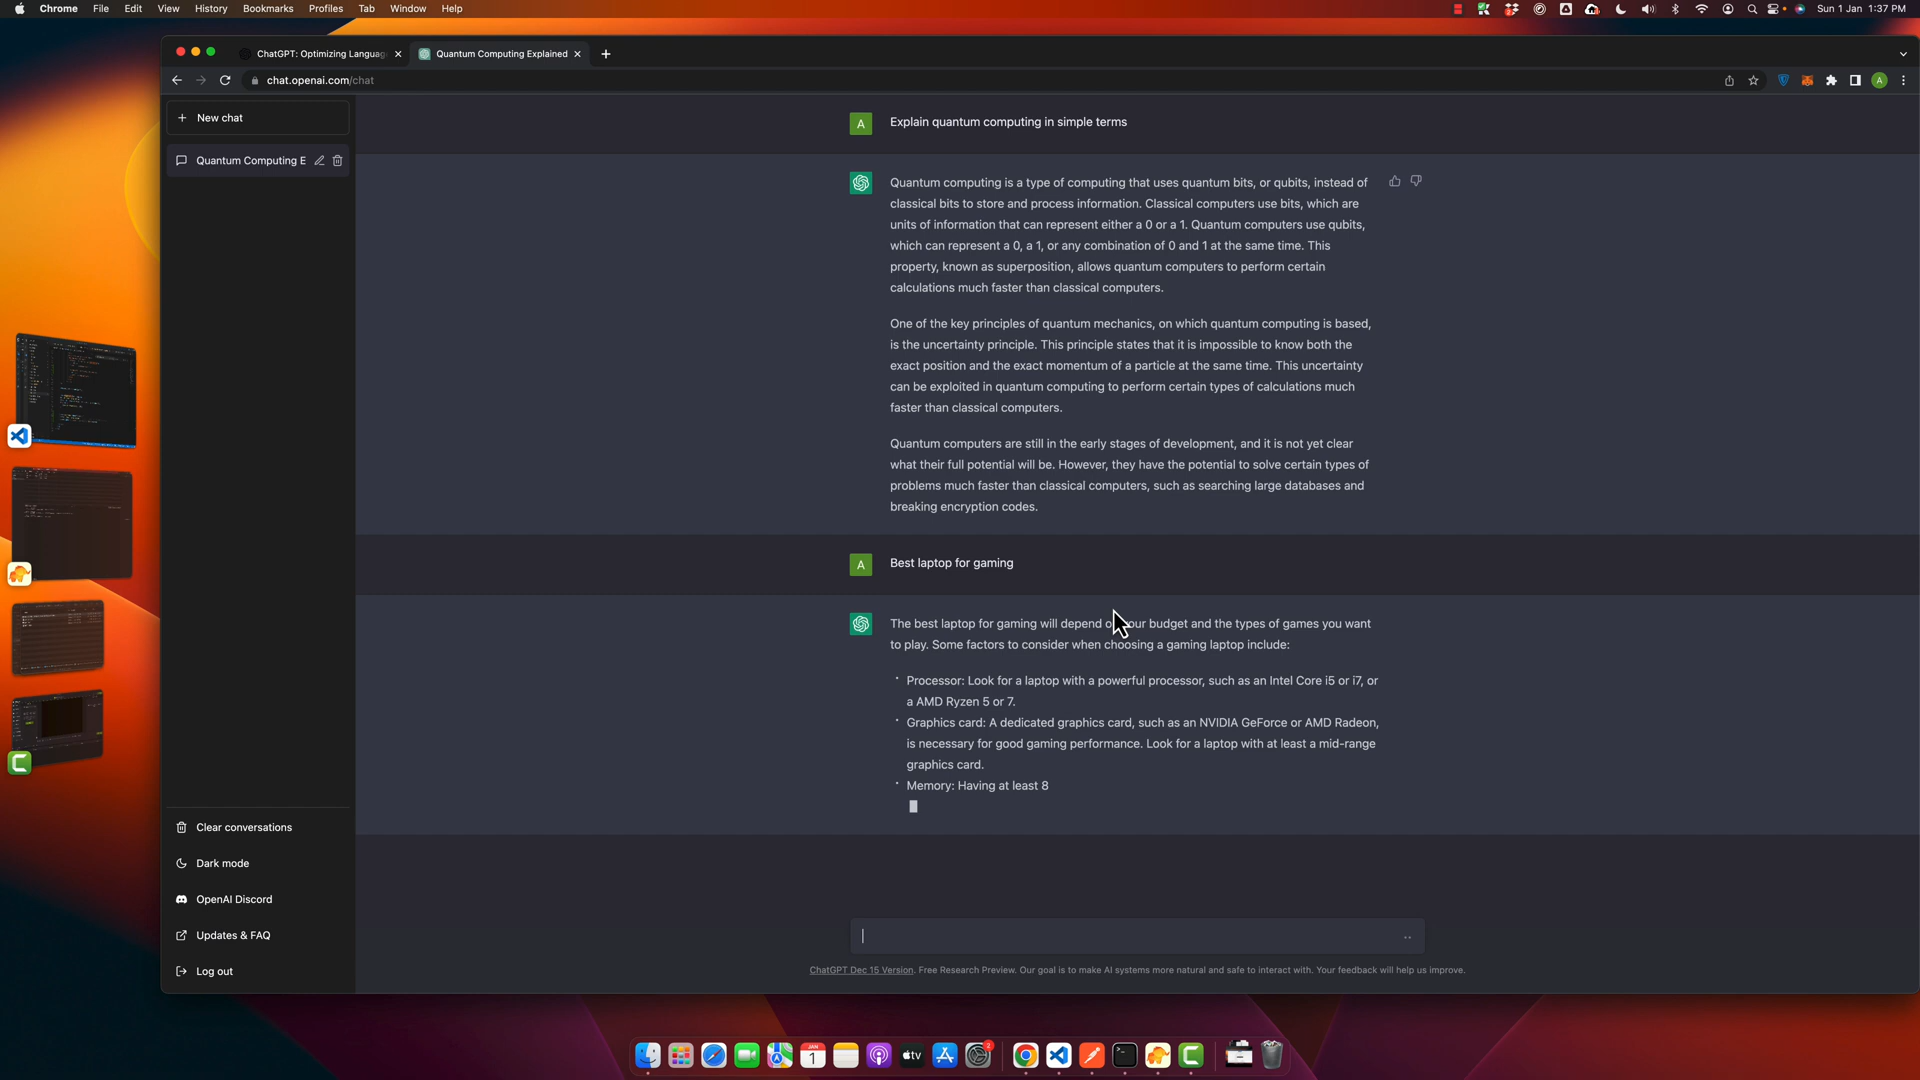 Chrome File Edit View History Bookmarks Profiles Tab Window Help
2
Sun 1 Jan 1:37 PM
ChatGPT: Optimizing Languag
Quantum Computing Explained
chat.openai.com/chat
A
New chat
Quantum Computing E
A
Explain quantum computing in simple terms
Quantum computing is a type of computing that uses quantum bits, or qubits, instead of
classical bits to store and process information. Classical computers use bits, which are
units of information that can represent either a 0 or a 1. Quantum computers use qubits,
which can represent a 0, a 1, or any combination of 0 and 1 at the same time. This
property, known as superposition, allows quantum computers to perform certain
calculations much faster than classical computers.
One of the key principles of quantum mechanics, on which quantum computing is based,
is the uncertainty principle. This principle states that it is impossible to know both the
exact position and the exact momentum of a particle at the same time. This uncertainty
can be exploited in quantum computing to perform certain types of calculations much
faster than classical computers.
Quantum computers are still in the early stages of development, and it is not yet clear
what their full potential will be. However, they have the potential to solve certain types of
problems much faster than classical computers, such as searching large databases and
breaking encryption codes.
A
Best laptop for gaming
The best laptop for gaming will depend on your budget and the types of games you want
to play. Some factors to consider when choosing a gaming laptop include:
• Processor: Look for a laptop with a powerful processor, such as an Intel Core i5 or i7, or
a AMD Ryzen 5 or 7.
• Graphics card: A dedicated graphics card, such as an NVIDIA GeForce or AMD Radeon,
is necessary for good gaming performance. Look for a laptop with at least a mid-range
graphics card.
• Memory: Having at least 8
Clear conversations
Dark mode
OpenAI Discord
Updates & FAQ
Log out
ChatGPT Dec 15 Version. Free Research Preview. Our goal is to make AI systems more natural and safe to interact with. Your feedback will help us improve.
JAN
1
tv
2